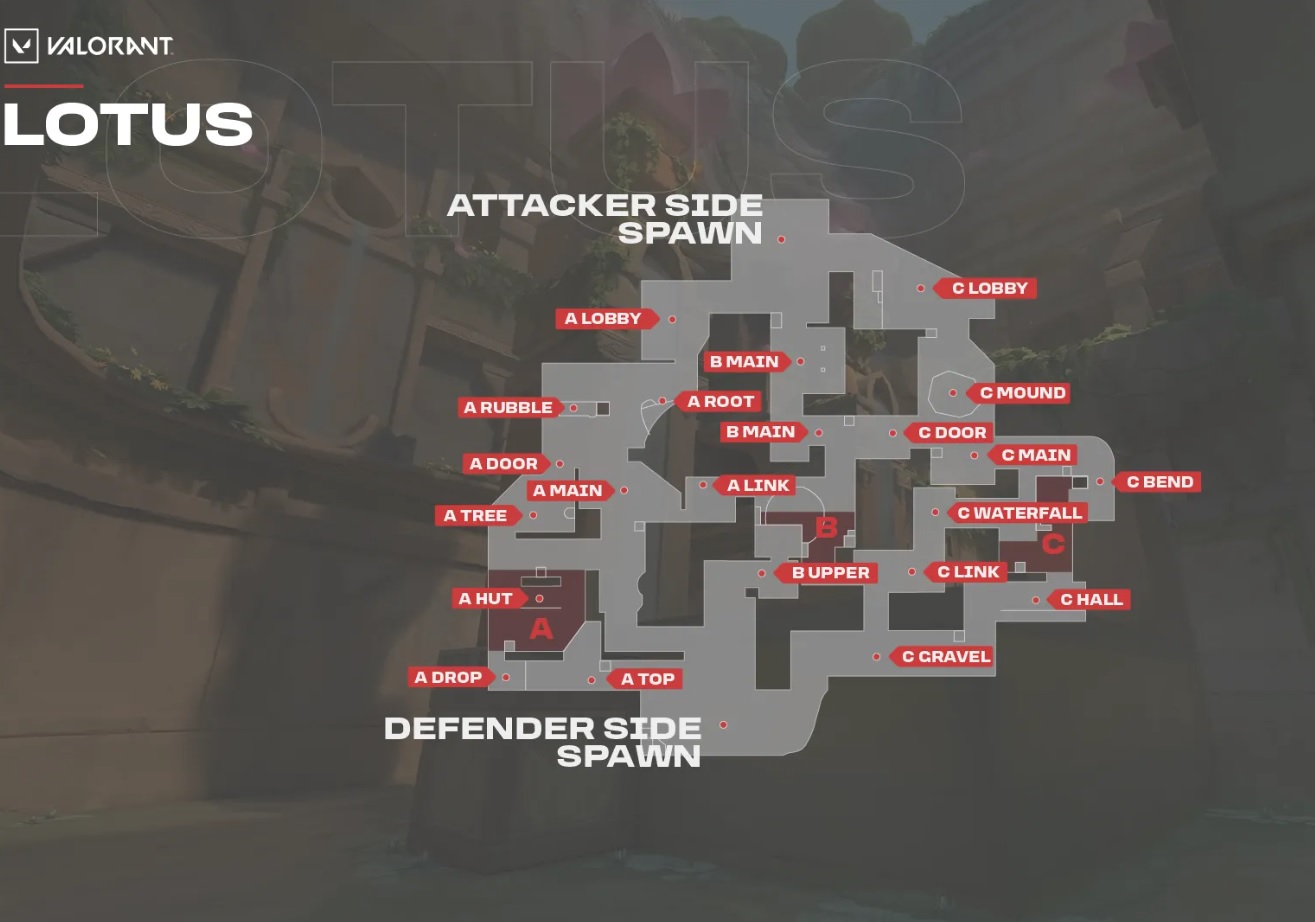 VALORANT
LOTUS
LOTUS
ATTACKER SIDE
SPAWN
C LOBBY
A LOBBY
B MAIN
C MOUND
A ROOT
A RUBBLE
B MAIN
C DOOR
C MAIN
A DOOR
C BEND
A LINK
A MAIN
C WATERFALL
A TREE
B
C
B UPPER
C LINK
A HUT
C HALL
A
C GRAVEL
A DROP
A TOP
DEFENDER SIDE
SPAWN